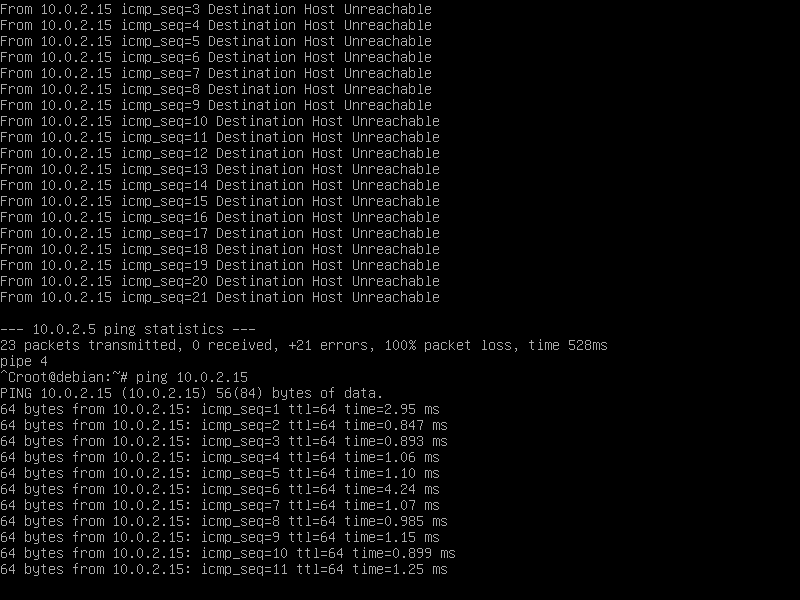 From 10.0.2.15 icmp_seq=3 Destination Host Unreachable
From 10.0.2.15 icmp_seq=4 Destination Host Unreachable
From 10.0.2.15 icmp_seq=5 Destination Host Unreachable
From 10.0.2.15 icmp_seq=6 Destination Host Unreachable
From 10.0.2.15 icmp_seq=7 Destination Host Unreachable
From 10.0.2.15 icmp_seq=8 Destination Host Unreachable
From 10.0.2.15 icmp_seq=9 Destination Host Unreachable
From 10.0.2.15 icmp_seq=10 Destination Host Unreachable
From 10.0.2.15 icmp_seq=11 Destination Host Unreachable
From 10.0.2.15 icmp_seq=12 Destination Host Unreachable
From 10.0.2.15 icmp_seq=13 Destination Host Unreachable
From 10.0.2.15 icmp_seq=14 Destination Host Unreachable
From 10.0.2.15 icmp_seq=15 Destination Host Unreachable
From 10.0.2.15 icmp_seq=16 Destination Host Unreachable
From 10.0.2.15 icmp_seq=17 Destination Host Unreachable
From 10.0.2.15 icmp_seq=18 Destination Host Unreachable
From 10.0.2.15 icmp_seq=19 Destination Host Unreachable
From 10.0.2.15 icmp_seq=20 Destination Host Unreachable
From 10.0.2.15 icmp_seq=21 Destination Host Unreachable
--- 10.0.2.5 ping statistics ---
23 packets transmitted, 0 received, +21 errors, 100% packet loss, time 528ms
pipe 4
^Croot@debian:~# ping 10.0.2.15
PING 10.0.2.15 (10.0.2.15) 56(84) bytes of data.
64 bytes from 10.0.2.15: icmp_seq=1 ttl=64 time=2.95 ms
64 bytes from 10.0.2.15: icmp_seq=2 ttl=64 time=0.847 ms
64 bytes from 10.0.2.15: icmp_seq=3 ttl=64 time=0.893 ms
64 bytes from 10.0.2.15: icmp_seq=4 ttl=64 time=1.06 ms
64 bytes from 10.0.2.15: icmp_seq=5 ttl=64 time=1.10 ms
64 bytes from 10.0.2.15: icmp_seq=6 ttl=64 time=4.24 ms
64 bytes from 10.0.2.15: icmp_seq=7 ttl=64 time=1.07 ms
64 bytes from 10.0.2.15: icmp_seq=8 ttl=64 time=0.985 ms
64 bytes from 10.0.2.15: icmp_seq=9 ttl=64 time=1.15 ms
64 bytes from 10.0.2.15: icmp_seq=10 ttl=64 time=0.899 ms
64 bytes from 10.0.2.15: icmp_seq=11 ttl=64 time=1.25 ms